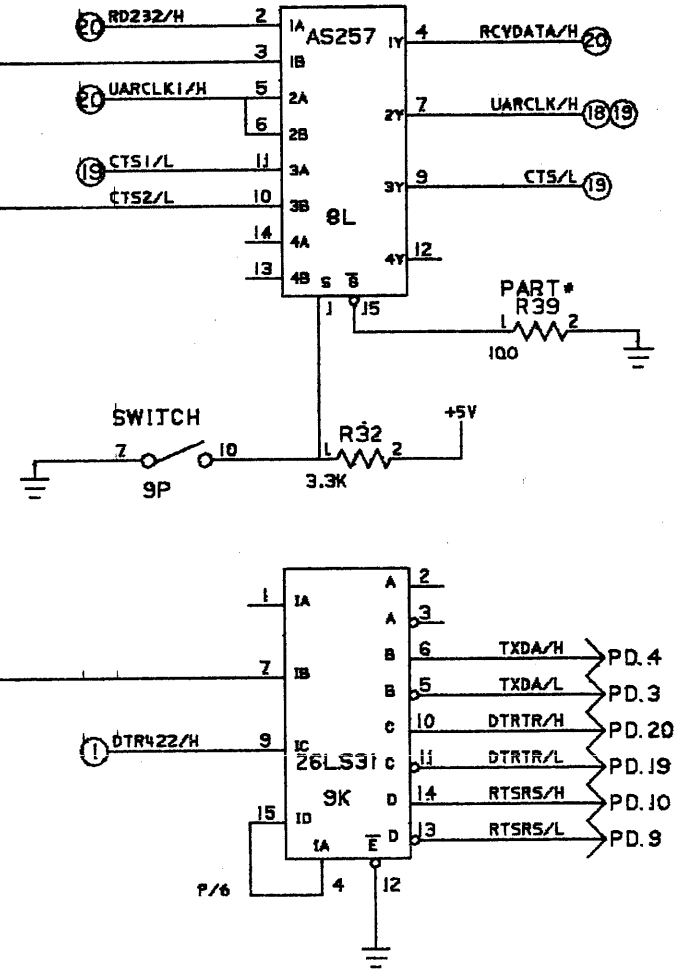 20 RD232/H 2 1A AS257 1Y 4 RCVDATA/H 20
3 1B
20 UARCLK1/H 5 2A 2Y 7 UARCLK/H 18 19
6 2B
19 CTS1/L 11 3A 3Y 9 CTS/L 19
CTS2/L 10 3B 8L
14 4A 4Y 12
13 4B S
1 15
PART*
R39
1 2
100
SWITCH
7 10
9P
R32
1 2
3.3K
+5V
1 1A A 2
A 3
7 1B B 6 TXDA/H PD.4
B 5 TXDA/L PD.3
1 DTR422/H 9 1C C 10 DTRTR/H PD.20
26LS31 C 11 DTRTR/L PD.19
9K D 14 RTSRS/H PD.10
15 1D D 13 RTSRS/L PD.9
1A E
P/6 4 12